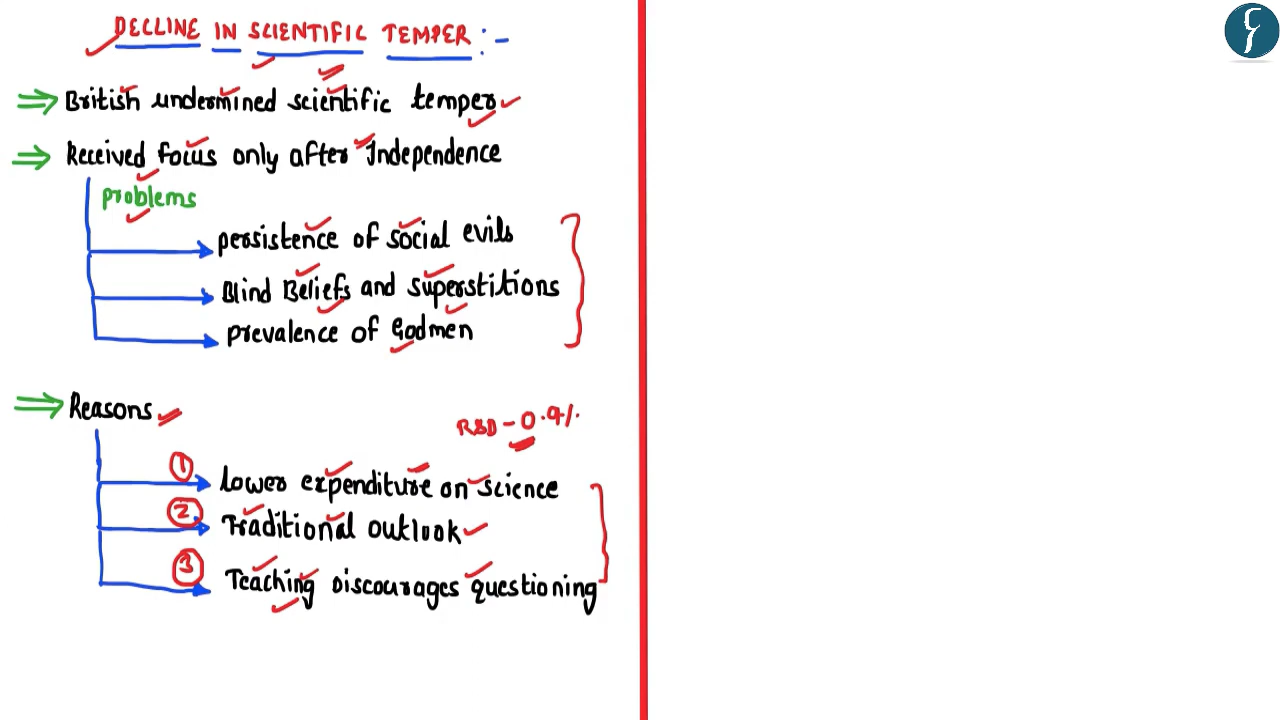 DECLINE IN SCIENTIFIC TEMPER :-
⇒ British undermined scientific temper
⇒ Received focus only after Independence
problems
persistence of social evils
Blind Beliefs and superstitions
prevalence of Godmen
⇒ Reasons
R&D - 0.9%
1 Lower expenditure on science
2 Traditional outlook
3 Teaching Discourages questioning